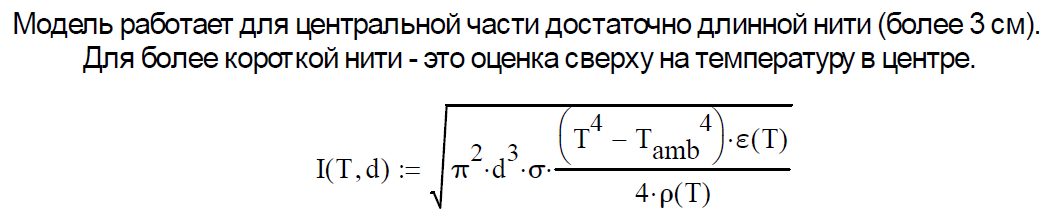 Модель работает для центральной части достаточно длинной нити (более 3 см).
Для более короткой нити - это оценка сверху на температуру в центре.
I(T,d) := √(π²·d³·σ·((T⁴ − T_amb⁴)·ε(T))/(4·ρ(T)))